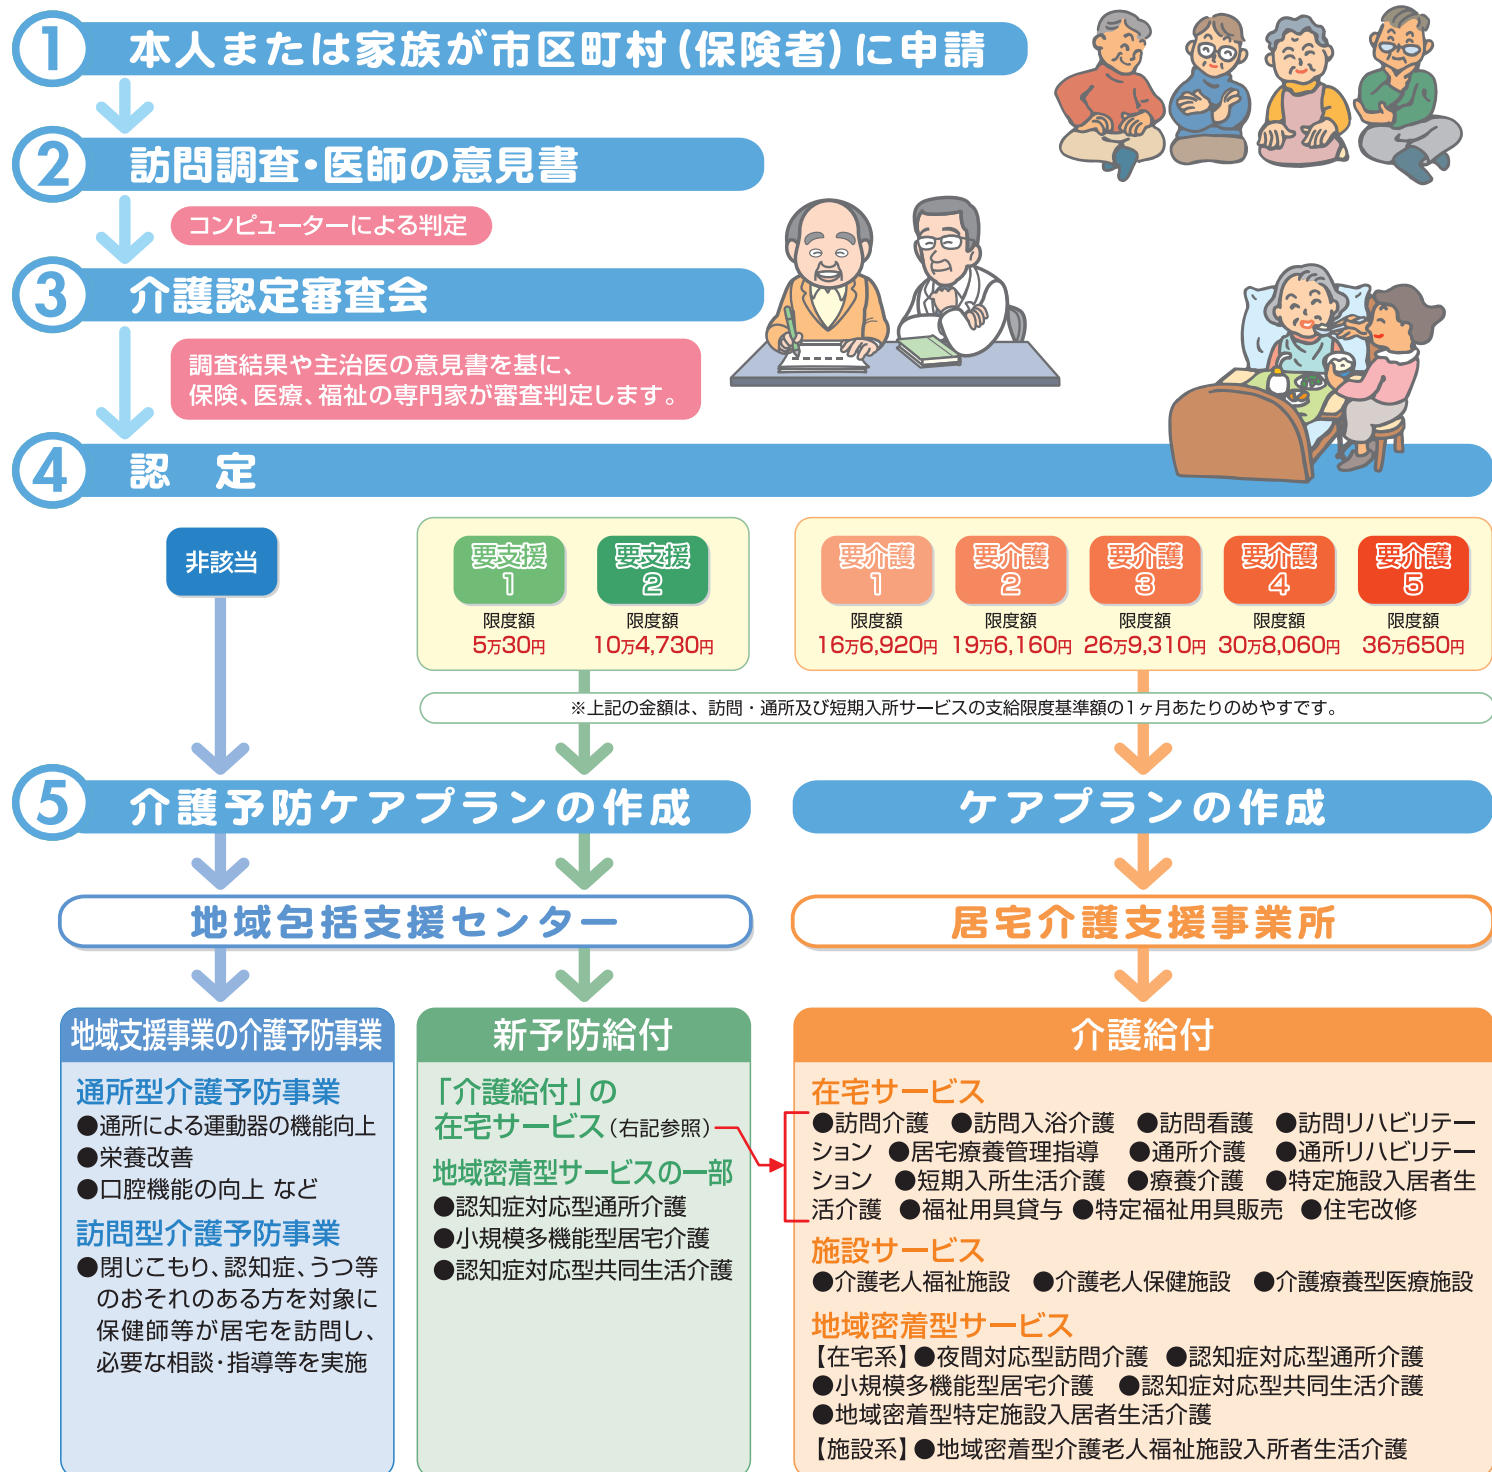 ① 本人または家族が市区町村(保険者)に申請
② 訪問調査・医師の意見書
コンピューターによる判定
③ 介護認定審査会
調査結果や主治医の意見書を基に、
保険、医療、福祉の専門家が審査判定します。
④ 認 定
非該当
要支援
1
限度額
5万30円
要支援
2
限度額
10万4,730円
要介護
1
限度額
16万6,920円
要介護
2
限度額
19万6,160円
要介護
3
限度額
26万9,310円
要介護
4
限度額
30万8,060円
要介護
5
限度額
36万650円
※上記の金額は、訪問・通所及び短期入所サービスの支給限度基準額の1ヶ月あたりのめやすです。
⑤ 介護予防ケアプランの作成
ケアプランの作成
地域包括支援センター
居宅介護支援事業所
地域支援事業の介護予防事業
通所型介護予防事業
●通所による運動器の機能向上
●栄養改善
●口腔機能の向上 など
訪問型介護予防事業
●閉じこもり、認知症、うつ等
のおそれのある方を対象に
保健師等が居宅を訪問し、
必要な相談・指導等を実施
新予防給付
「介護給付」の
在宅サービス(右記参照)
地域密着型サービスの一部
●認知症対応型通所介護
●小規模多機能型居宅介護
●認知症対応型共同生活介護
介護給付
在宅サービス
●訪問介護 ●訪問入浴介護 ●訪問看護 ●訪問リハビリテー
ション ●居宅療養管理指導 ●通所介護 ●通所リハビリテー
ション ●短期入所生活介護 ●療養介護 ●特定施設入居者生
活介護 ●福祉用具貸与 ●特定福祉用具販売 ●住宅改修
施設サービス
●介護老人福祉施設 ●介護老人保健施設 ●介護療養型医療施設
地域密着型サービス
【在宅系】●夜間対応型訪問介護 ●認知症対応型通所介護
●小規模多機能型居宅介護 ●認知症対応型共同生活介護
●地域密着型特定施設入居者生活介護
【施設系】●地域密着型介護老人福祉施設入所者生活介護